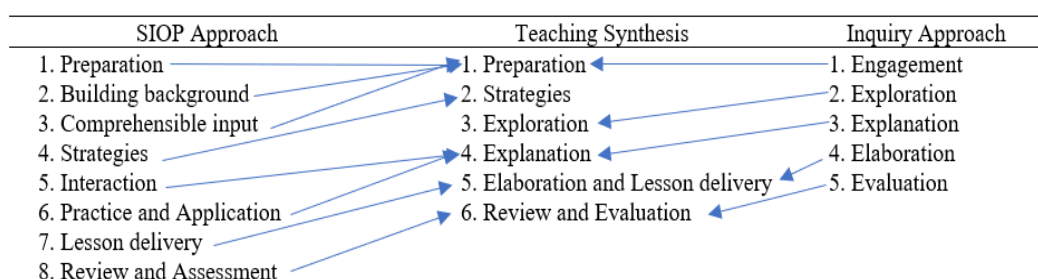 SIOP Approach Teaching Synthesis Inquiry Approach
1. Preparation 1. Preparation 1. Engagement
2. Building background 2. Strategies 2. Exploration
3. Comprehensible input 3. Exploration 3. Explanation
4. Strategies 4. Explanation 4. Elaboration
5. Interaction 5. Elaboration and Lesson delivery 5. Evaluation
6. Practice and Application 6. Review and Evaluation
7. Lesson delivery
8. Review and Assessment